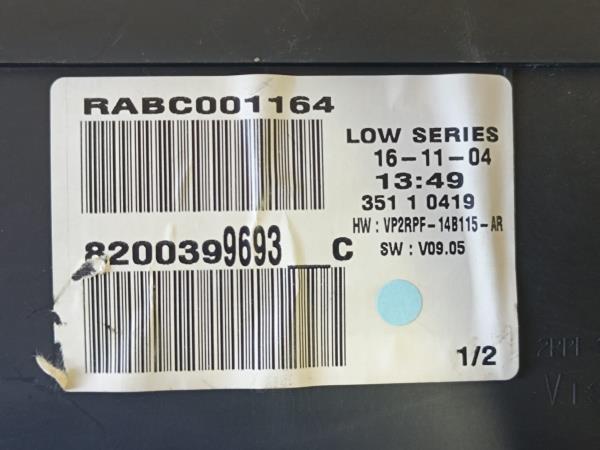 RABC001164
LOW SERIES
16-11-04
13:49
351 1 0419
HW : VP2RPF-14B115-AR
SW : V09.05
8200399693__C
1/2